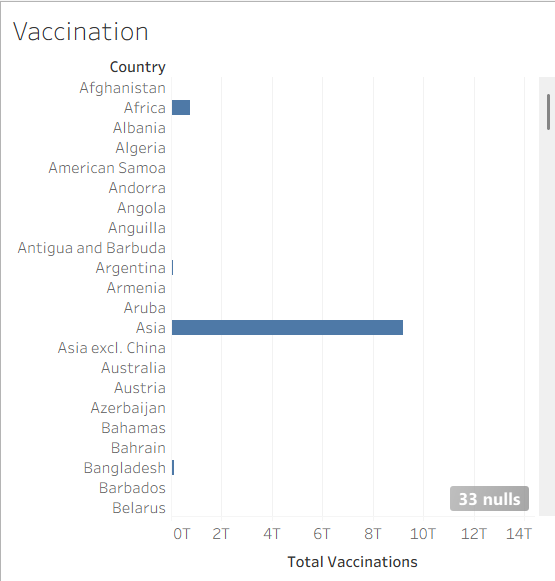 Vaccination
Country
Afghanistan
Africa
Albania
Algeria
American Samoa
Andorra
Angola
Anguilla
Antigua and Barbuda
Argentina
Armenia
Aruba
Asia
Asia excl. China
Australia
Austria
Azerbaijan
Bahamas
Bahrain
Bangladesh
Barbados
Belarus
33 nulls
0T 2T 4T 6T 8T 10T 12T 14T
Total Vaccinations